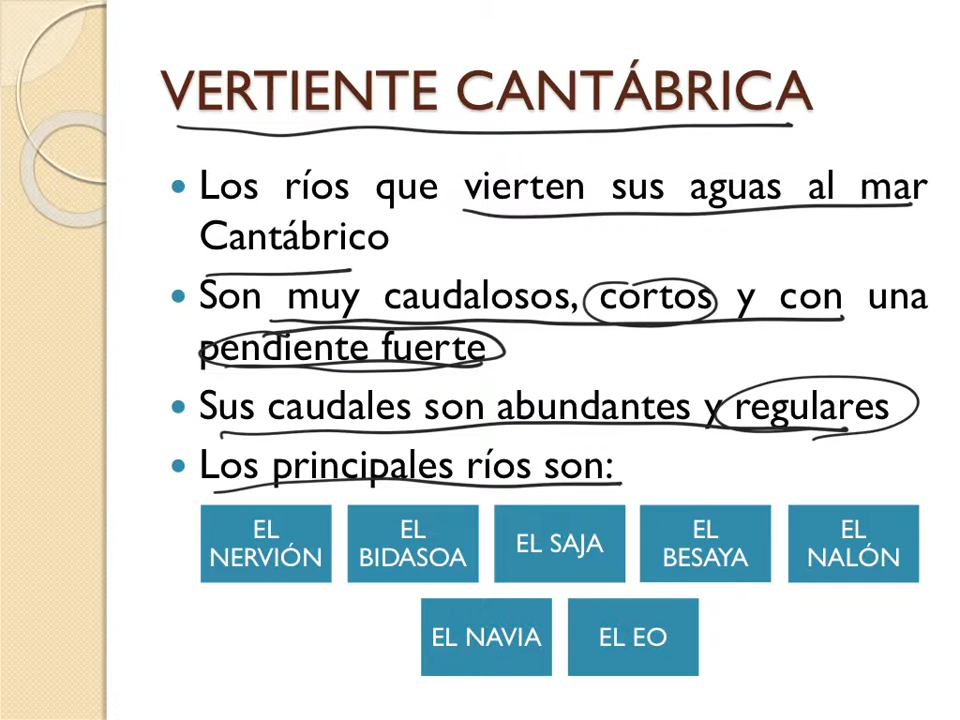 VERTIENTE CANTÁBRICA
• Los ríos que vierten sus aguas al mar
Cantábrico
• Son muy caudalosos, cortos y con una
pendiente fuerte
• Sus caudales son abundantes y regulares
• Los principales ríos son:
EL
NERVIÓN
EL
BIDASOA
EL SAJA
EL
BESAYA
EL
NALÓN
EL NAVIA
EL EO